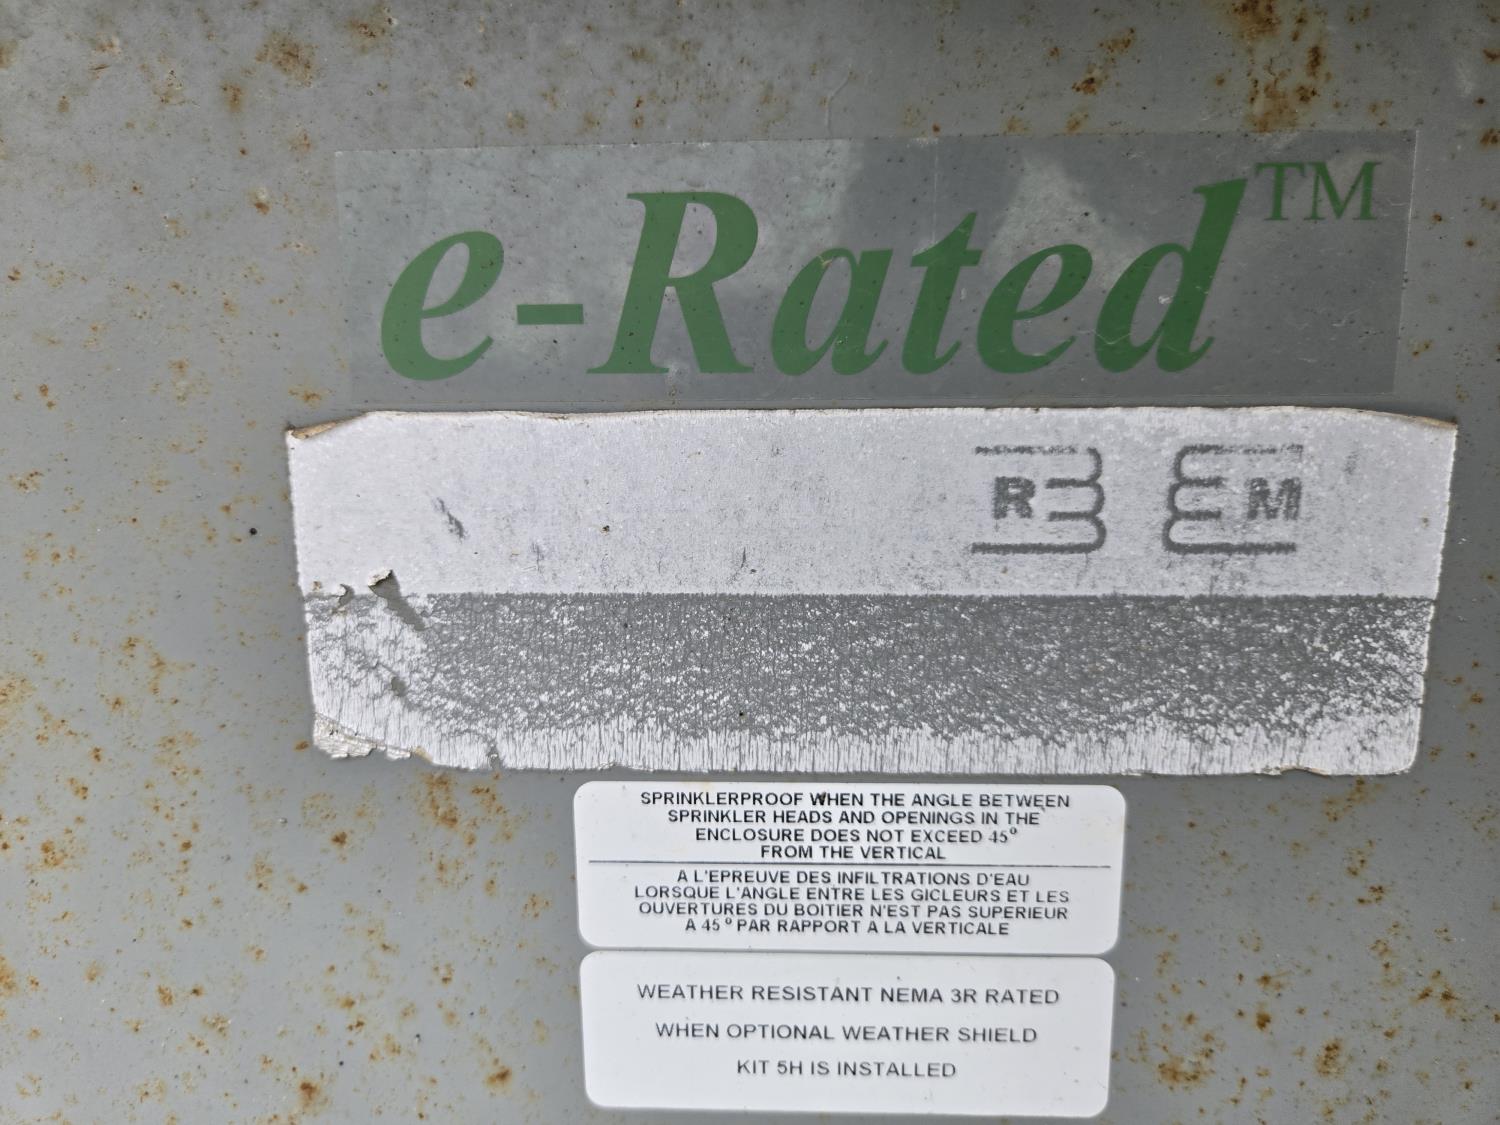 e-Rated™
R M
SPRINKLERPROOF WHEN THE ANGLE BETWEEN
SPRINKLER HEADS AND OPENINGS IN THE
ENCLOSURE DOES NOT EXCEED 45°
FROM THE VERTICAL
A L'EPREUVE DES INFILTRATIONS D'EAU
LORSQUE L'ANGLE ENTRE LES GICLEURS ET LES
OUVERTURES DU BOITIER N'EST PAS SUPERIEUR
A 45° PAR RAPPORT A LA VERTICALE
WEATHER RESISTANT NEMA 3R RATED
WHEN OPTIONAL WEATHER SHIELD
KIT 5H IS INSTALLED